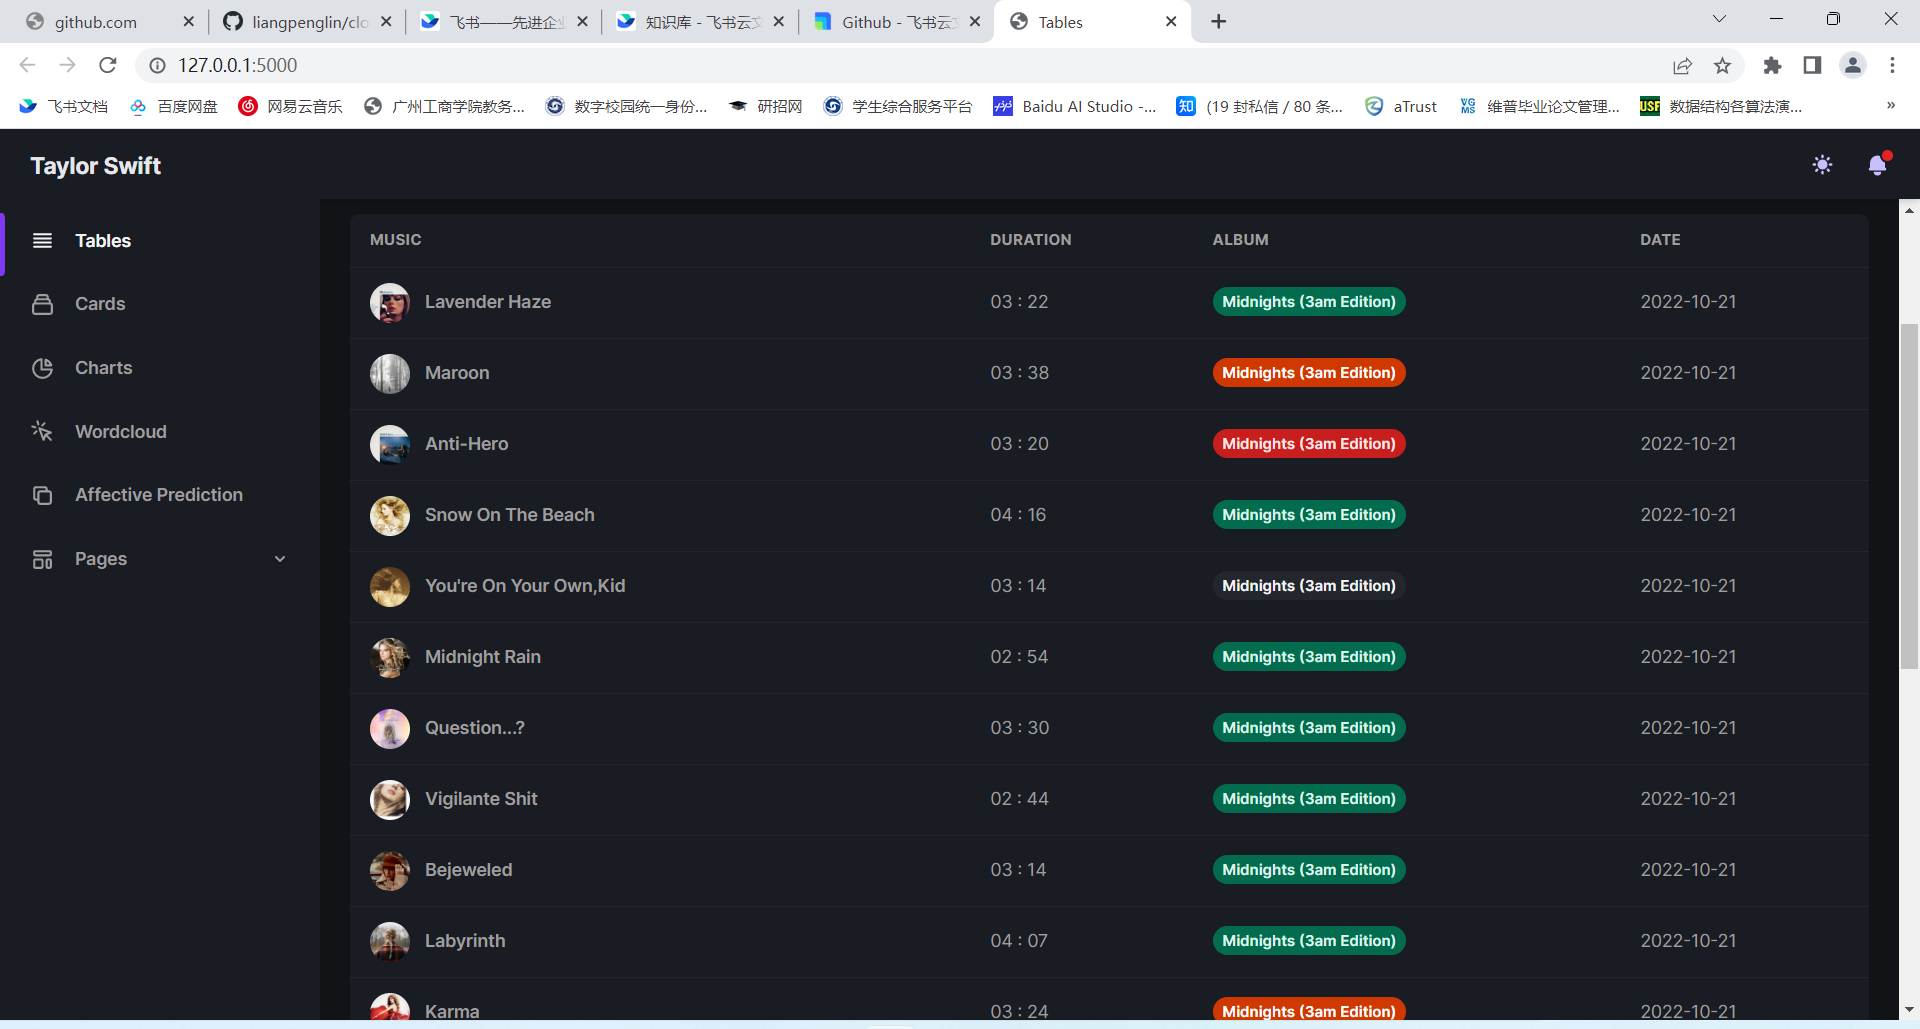 github.com
liangpenglin/clo
飞书——先进企业
知识库 - 飞书云文
Github - 飞书云文
Tables
127.0.0.1:5000
飞书文档
百度网盘
网易云音乐
广州工商学院教务...
数字校园统一身份...
研招网
学生综合服务平台
Baidu AI Studio -...
知
(19 封私信 / 80 条...
aTrust
VG
MS
维普毕业论文管理...
USF
数据结构各算法演...
»
Taylor Swift
Tables
Cards
Charts
Wordcloud
Affective Prediction
Pages
MUSIC DURATION ALBUM DATE
Lavender Haze 03 : 22 Midnights (3am Edition) 2022-10-21
Maroon 03 : 38 Midnights (3am Edition) 2022-10-21
Anti-Hero 03 : 20 Midnights (3am Edition) 2022-10-21
Snow On The Beach 04 : 16 Midnights (3am Edition) 2022-10-21
You're On Your Own,Kid 03 : 14 Midnights (3am Edition) 2022-10-21
Midnight Rain 02 : 54 Midnights (3am Edition) 2022-10-21
Question...? 03 : 30 Midnights (3am Edition) 2022-10-21
Vigilante Shit 02 : 44 Midnights (3am Edition) 2022-10-21
Bejeweled 03 : 14 Midnights (3am Edition) 2022-10-21
Labyrinth 04 : 07 Midnights (3am Edition) 2022-10-21
Karma 03 : 24 Midnights (3am Edition) 2022-10-21